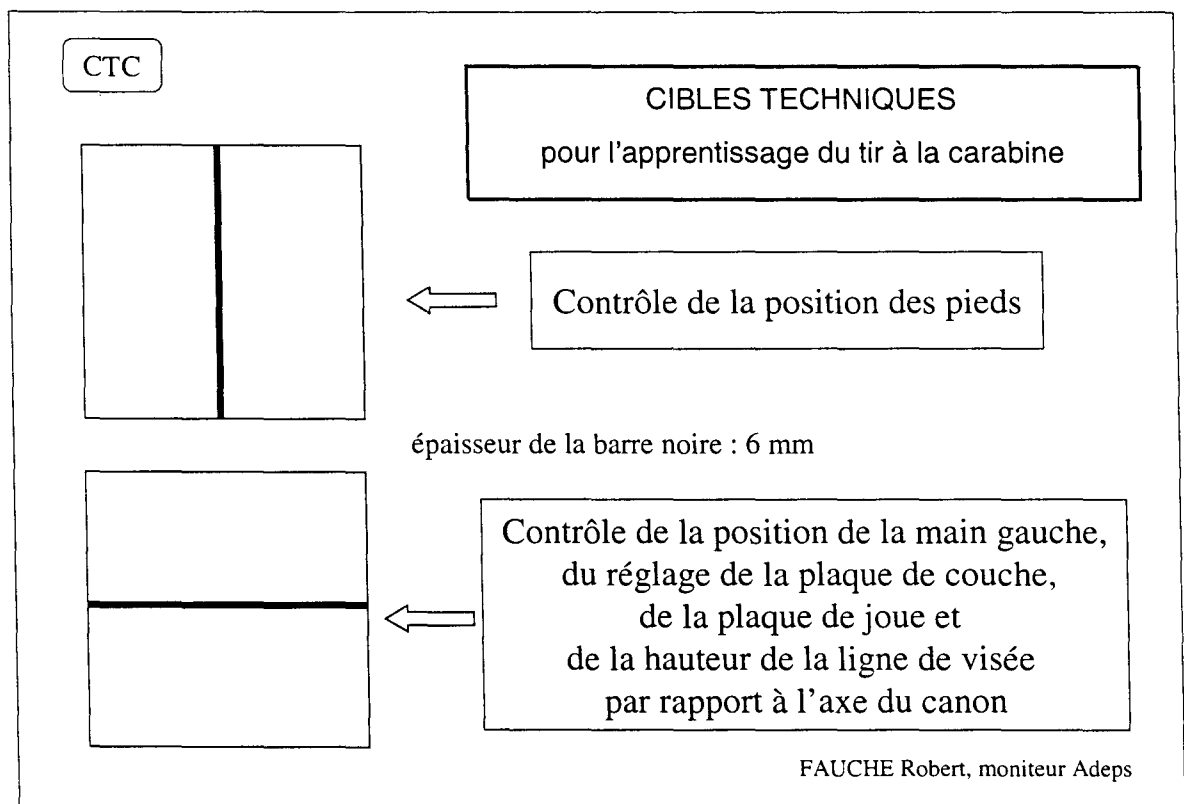 CTC
CIBLES TECHNIQUES
pour l'apprentissage du tir à la carabine
Contrôle de la position des pieds
épaisseur de la barre noire : 6 mm
Contrôle de la position de la main gauche,
du réglage de la plaque de couche,
de la plaque de joue et
de la hauteur de la ligne de visée
par rapport à l'axe du canon
FAUCHE Robert, moniteur Adeps